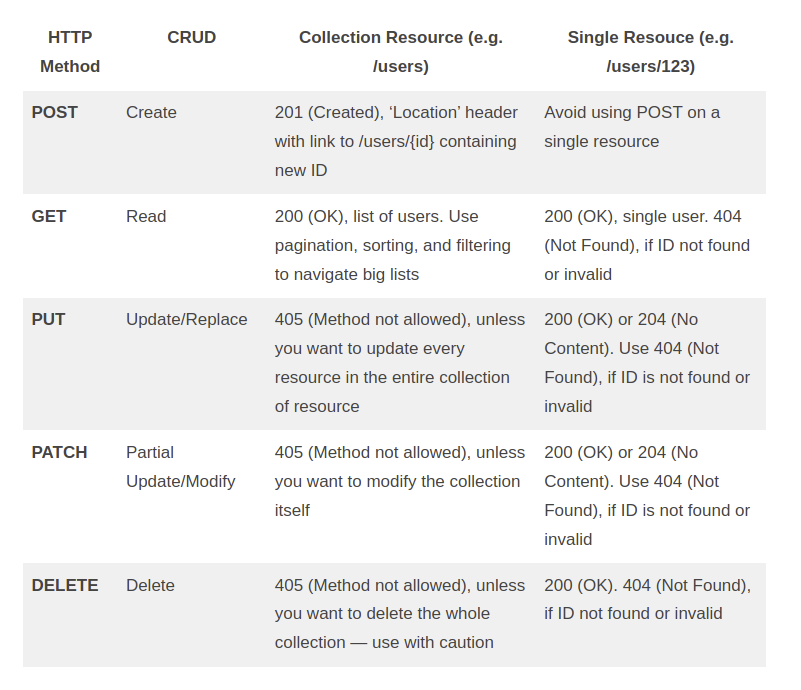 HTTP Method
CRUD
Collection Resource (e.g.
/users)
Single Resouce (e.g.
/users/123)
POST
Create
201 (Created), ‘Location’ header
with link to /users/{id} containing
new ID
Avoid using POST on a
single resource
GET
Read
200 (OK), list of users. Use
pagination, sorting, and filtering
to navigate big lists
200 (OK), single user. 404
(Not Found), if ID not found
or invalid
PUT
Update/Replace
405 (Method not allowed), unless
you want to update every
resource in the entire collection
of resource
200 (OK) or 204 (No
Content). Use 404 (Not
Found), if ID is not found or
invalid
PATCH
Partial
Update/Modify
405 (Method not allowed), unless
you want to modify the collection
itself
200 (OK) or 204 (No
Content). Use 404 (Not
Found), if ID is not found or
invalid
DELETE
Delete
405 (Method not allowed), unless
you want to delete the whole
collection — use with caution
200 (OK). 404 (Not Found),
if ID not found or invalid